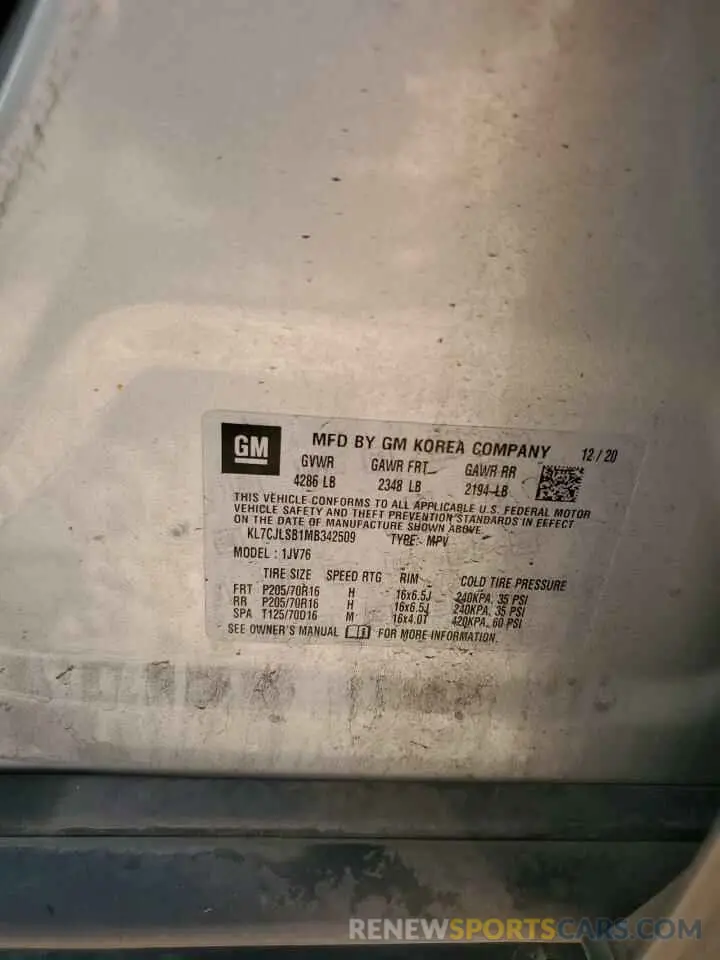 GM
MFD BY GM KOREA COMPANY 12/20
GVWR GAWR FRT GAWR RR
4286 LB 2348 LB 2194 LB
THIS VEHICLE CONFORMS TO ALL APPLICABLE U.S. FEDERAL MOTOR
VEHICLE SAFETY AND THEFT PREVENTION STANDARDS IN EFFECT
ON THE DATE OF MANUFACTURE SHOWN ABOVE.
KL7CJLSB1MB342509 TYPE: MPV
MODEL : 1JV76
TIRE SIZE SPEED RTG RIM COLD TIRE PRESSURE
FRT P205/70R16 H 16x6.5J 240KPA, 35 PSI
RR P205/70R16 H 16x6.5J 240KPA, 35 PSI
SPA T125/70D16 M 16x4.0T 420KPA, 60 PSI
SEE OWNER'S MANUAL FOR MORE INFORMATION.
RENEWSPORTSCARS.COM